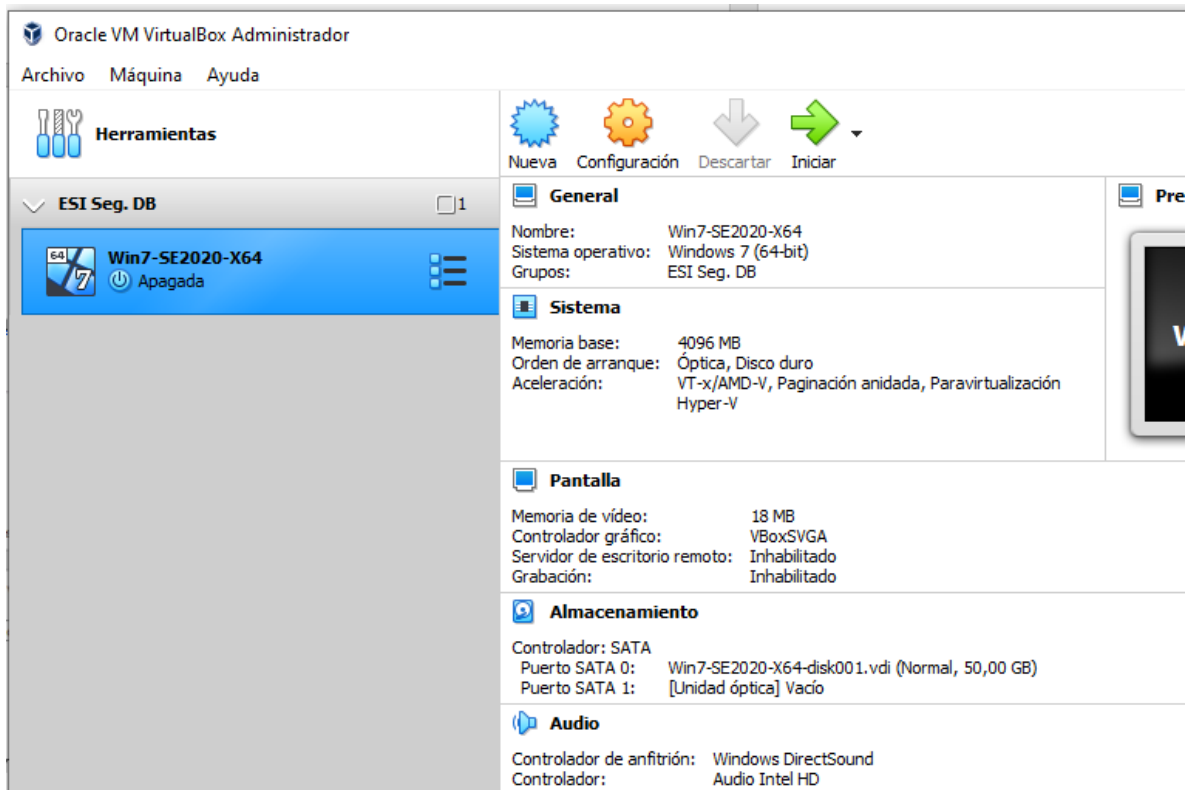 Oracle VM VirtualBox Administrador
Archivo Máquina Ayuda
Herramientas
Nueva Configuración Descartar Iniciar
ESI Seg. DB 1
64 7
Win7-SE2020-X64
Apagada
General
Nombre: Win7-SE2020-X64
Sistema operativo: Windows 7 (64-bit)
Grupos: ESI Seg. DB
Pre
Sistema
Memoria base: 4096 MB
Orden de arranque: Óptica, Disco duro
Aceleración: VT-x/AMD-V, Paginación anidada, Paravirtualización
Hyper-V
Pantalla
Memoria de vídeo: 18 MB
Controlador gráfico: VBoxSVGA
Servidor de escritorio remoto: Inhabilitado
Grabación: Inhabilitado
Almacenamiento
Controlador: SATA
Puerto SATA 0: Win7-SE2020-X64-disk001.vdi (Normal, 50,00 GB)
Puerto SATA 1: [Unidad óptica] Vacío
Audio
Controlador de anfitrión: Windows DirectSound
Controlador: Audio Intel HD